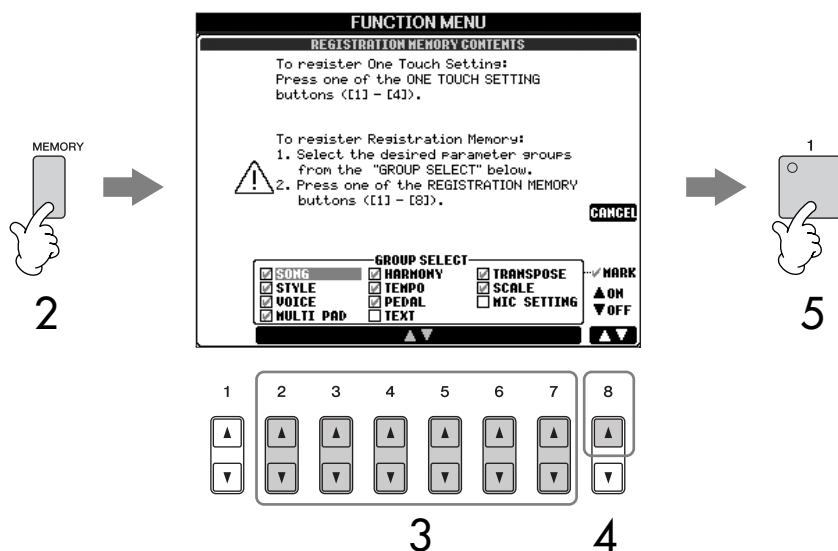 FUNCTION MENU
REGISTRATION MEMORY CONTENTS
To register One Touch Setting:
Press one of the ONE TOUCH SETTING
buttons ([1] - [4]).
To register Registration Memory:
1. Select the desired parameter groups
from the "GROUP SELECT" below.
2. Press one of the REGISTRATION MEMORY
buttons ([1] - [8]).
CANCEL
GROUP SELECT
SONG HARMONY TRANSPOSE
STYLE TEMPO SCALE
VOICE PEDAL MIC SETTING
MULTI PAD TEXT
MARK
▲ON
▼OFF
▲▼ ▲▼
MEMORY
2
1
5
1 2 3 4 5 6 7 8
3 4